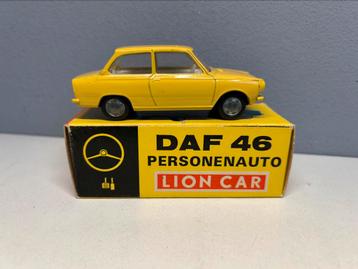 DAF 46
PERSONENAUTO
LION CAR